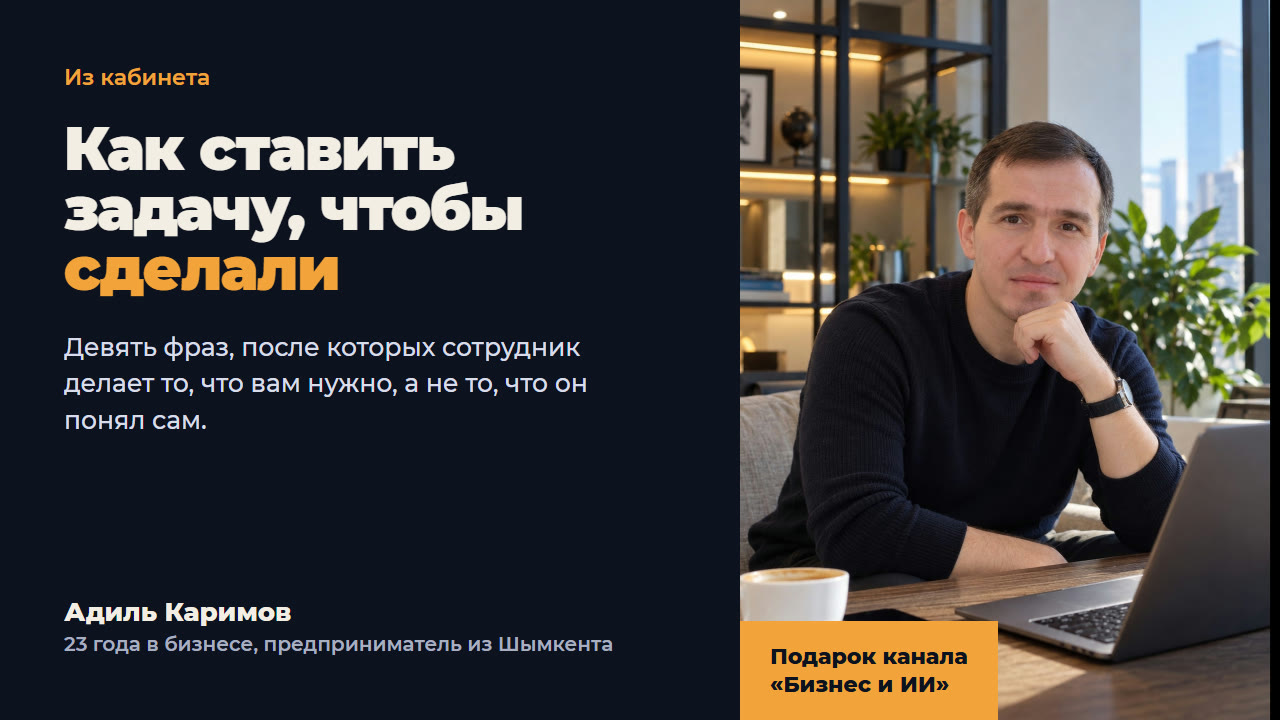 Из кабинета
Как ставить
задачу, чтобы
сделали
Девять фраз, после которых сотрудник
делает то, что вам нужно, а не то, что он
понял сам.
Адиль Каримов
23 года в бизнесе, предприниматель из Шымкента
Подарок канала
«Бизнес и ИИ»